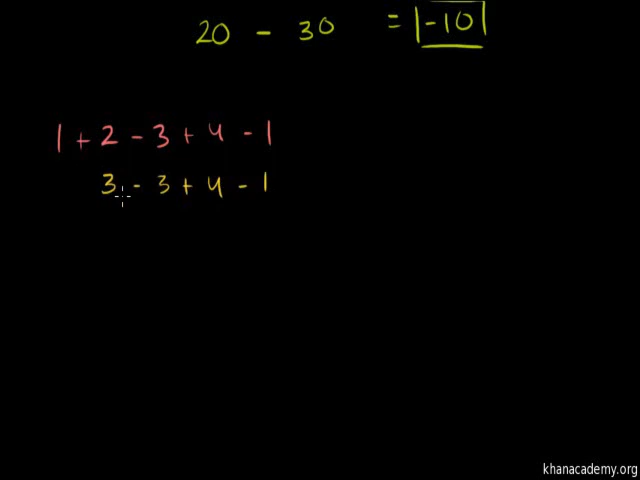 20 - 30 = -10
1 + 2 - 3 + 4 - 1
3 - 3 + 4 - 1
khanacademy.org